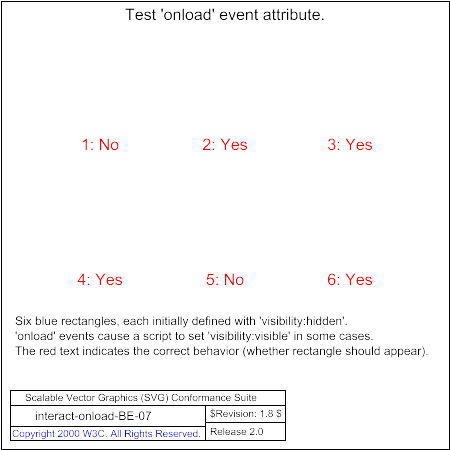 Test 'onload' event attribute.
1: No 2: Yes 3: Yes
4: Yes 5: No 6: Yes
Six blue rectangles, each initially defined with 'visibility:hidden'.
'onload' events cause a script to set 'visibility:visible' in some cases.
The red text indicates the correct behavior (whether rectangle should appear).
Scalable Vector Graphics (SVG) Conformance Suite
interact-onload-BE-07
$Revision: 1.8 $
Copyright 2000 W3C. All Rights Reserved.
Release 2.0